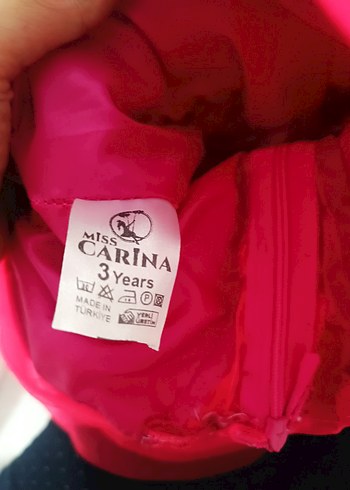 MISS
CARINA
3 Years
P
MADE IN
TÜRKİYE
YERLİ
ÜRETİM